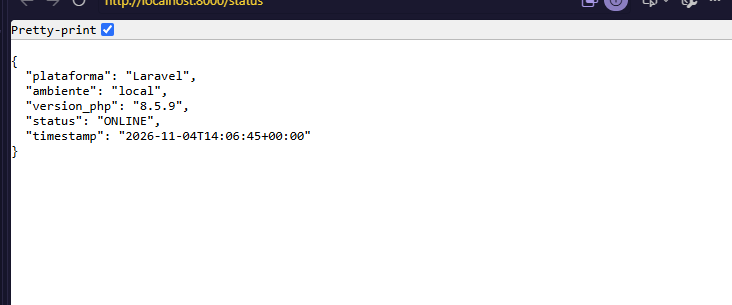 http://localhost:8000/status
Pretty-print
{
  "plataforma": "Laravel",
  "ambiente": "local",
  "version_php": "8.5.9",
  "status": "ONLINE",
  "timestamp": "2026-11-04T14:06:45+00:00"
}